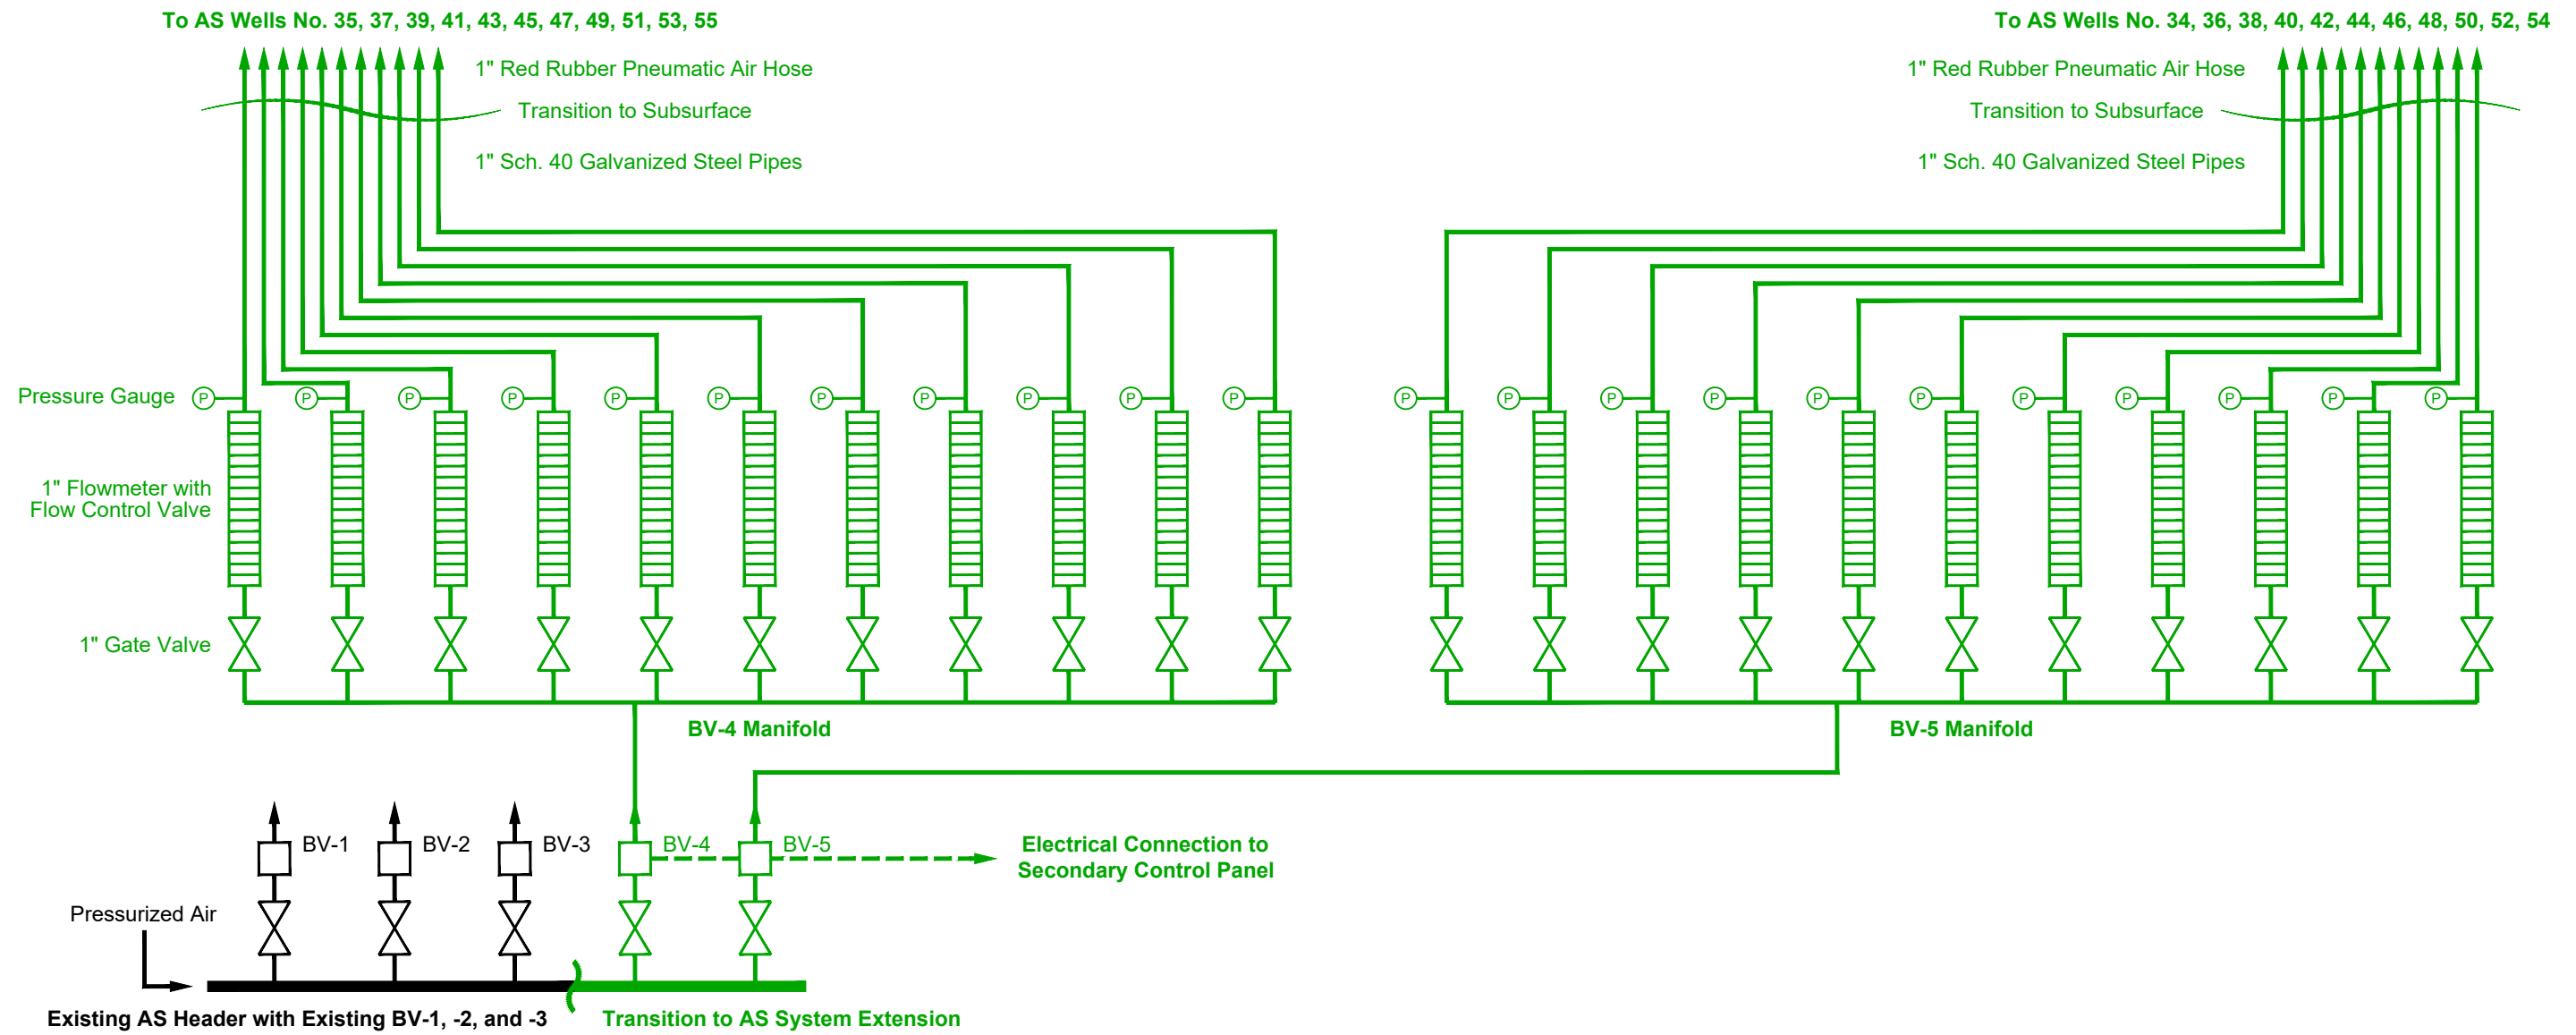 To AS Wells No. 35, 37, 39, 41, 43, 45, 47, 49, 51, 53, 55
To AS Wells No. 34, 36, 38, 40, 42, 44, 46, 48, 50, 52, 54
1" Red Rubber Pneumatic Air Hose
1" Red Rubber Pneumatic Air Hose
Transition to Subsurface
Transition to Subsurface
1" Sch. 40 Galvanized Steel Pipes
1" Sch. 40 Galvanized Steel Pipes
Pressure Gauge
P P P P P P P P P P P
P P P P P P P P P P P
1" Flowmeter with
Flow Control Valve
1" Gate Valve
BV-4 Manifold
BV-5 Manifold
BV-1
BV-2
BV-3
BV-4
BV-5
Electrical Connection to
Secondary Control Panel
Pressurized Air
Existing AS Header with Existing BV-1, -2, and -3
Transition to AS System Extension